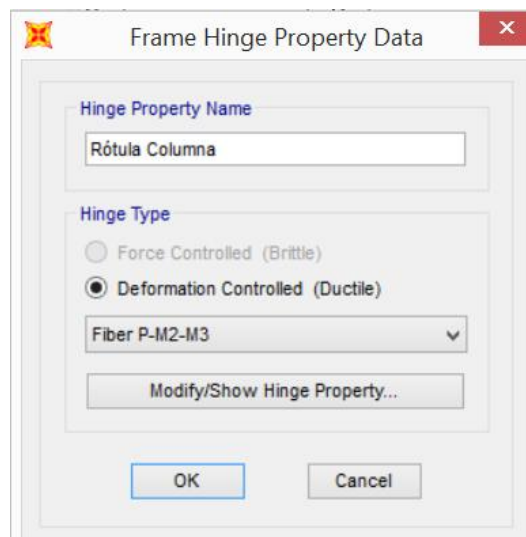 Frame Hinge Property Data
Hinge Property Name
Rótula Columna
Hinge Type
Force Controlled (Brittle)
Deformation Controlled (Ductile)
Fiber P-M2-M3
Modify/Show Hinge Property...
OK Cancel